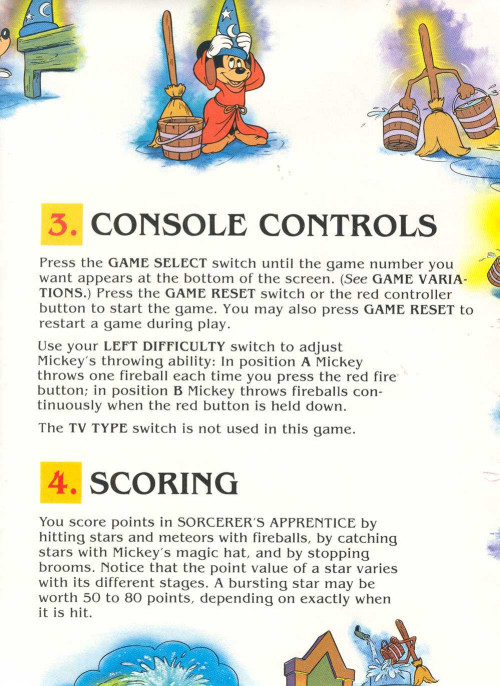 3. CONSOLE CONTROLS
Press the GAME SELECT switch until the game number you
want appears at the bottom of the screen. (See GAME VARIA-
TIONS.) Press the GAME RESET switch or the red controller
button to start the game. You may also press GAME RESET to
restart a game during play.
Use your LEFT DIFFICULTY switch to adjust
Mickey's throwing ability: In position A Mickey
throws one fireball each time you press the red fire
button; in position B Mickey throws fireballs con-
tinuously when the red button is held down.
The TV TYPE switch is not used in this game.
4. SCORING
You score points in SORCERER'S APPRENTICE by
hitting stars and meteors with fireballs, by catching
stars with Mickey's magic hat, and by stopping
brooms. Notice that the point value of a star varies
with its different stages. A bursting star may be
worth 50 to 80 points, depending on exactly when
it is hit.